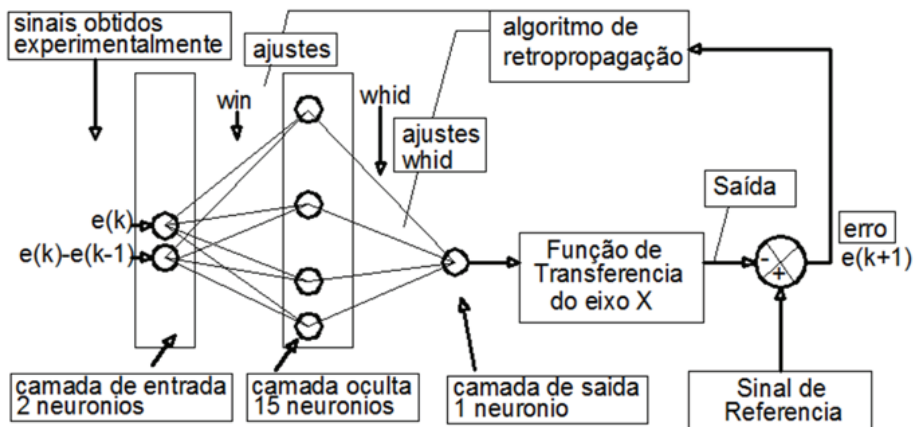 sinais obtidos
experimentalmente
ajustes
algoritmo de
retropropagação
win
whid
ajustes
whid
e(k)
e(k)-e(k-1)
Função de
Transferencia
do eixo X
Saída
-
+
erro
e(k+1)
camada de entrada
2 neuronios
camada oculta
15 neuronios
camada de saida
1 neuronio
Sinal de
Referencia